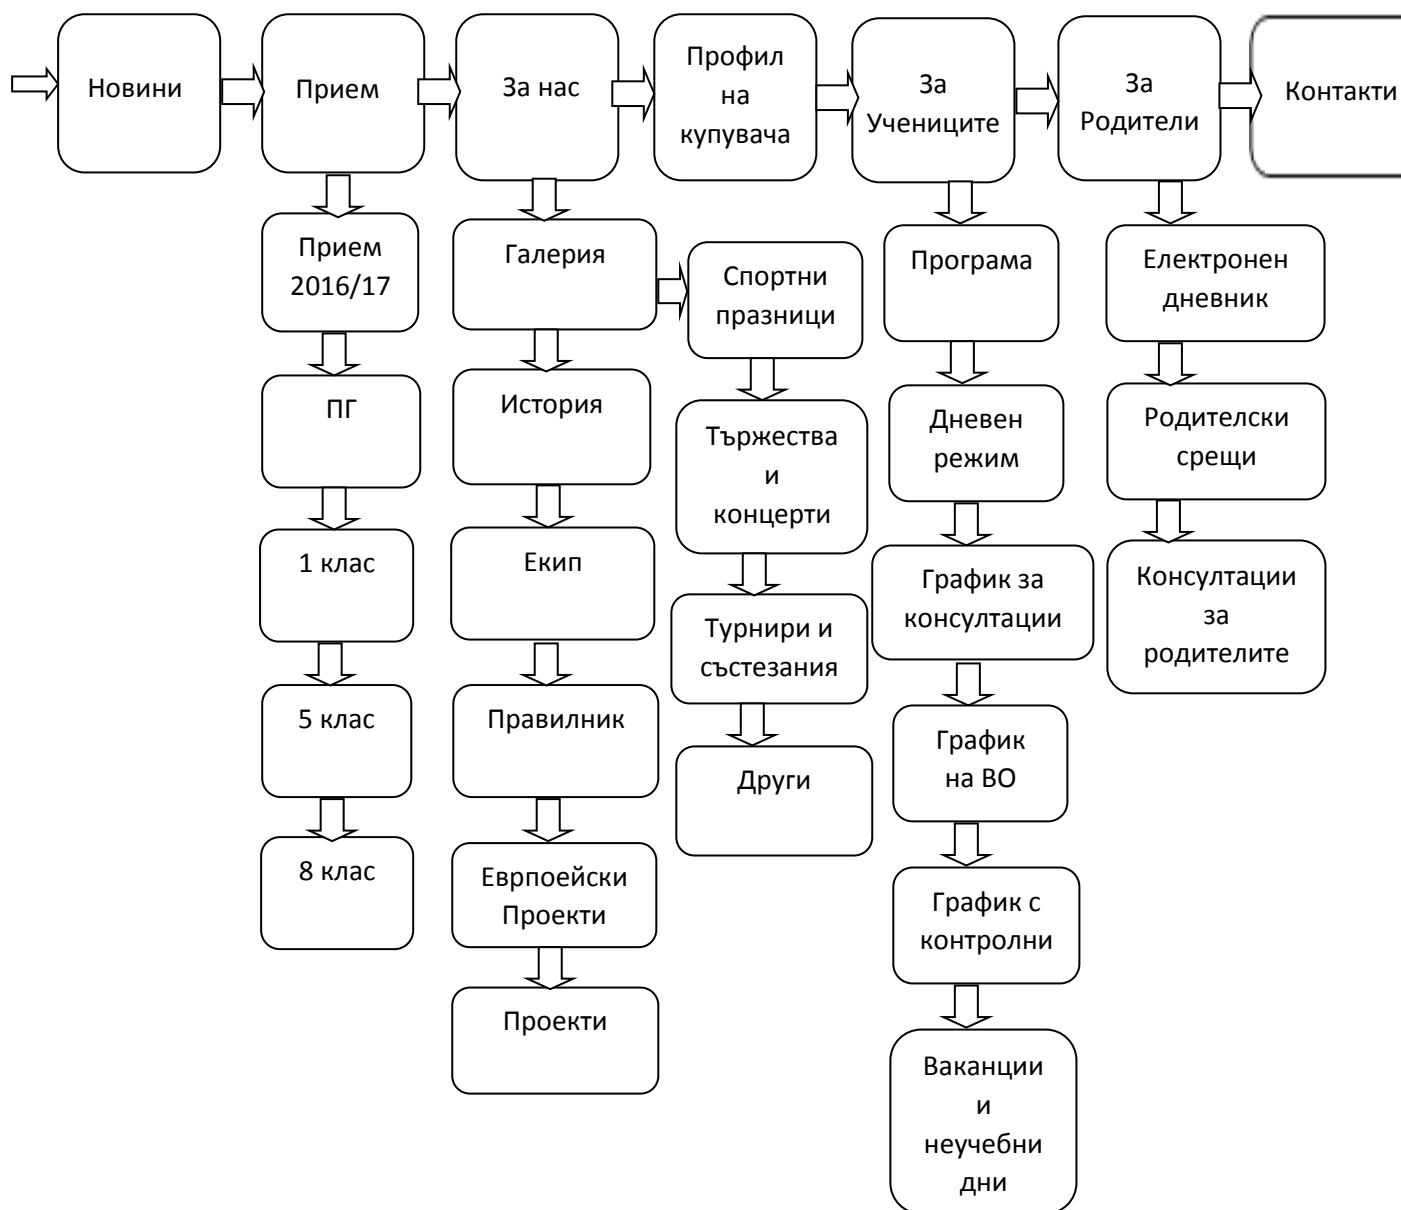 Новини
Прием
За нас
Профил
на
купувача
За
Учениците
За
Родители
Контакти
Прием
2016/17
ПГ
1 клас
5 клас
8 клас
Галерия
История
Екип
Правилник
Еврпоейски
Проекти
Проекти
Спортни
празници
Тържества
и
концерти
Турнири и
състезания
Други
Програма
Дневен
режим
График за
консултации
График
на ВО
График с
контролни
Ваканции
и
неучебни
дни
Електронен
дневник
Родителски
срещи
Консултации
за
родителите